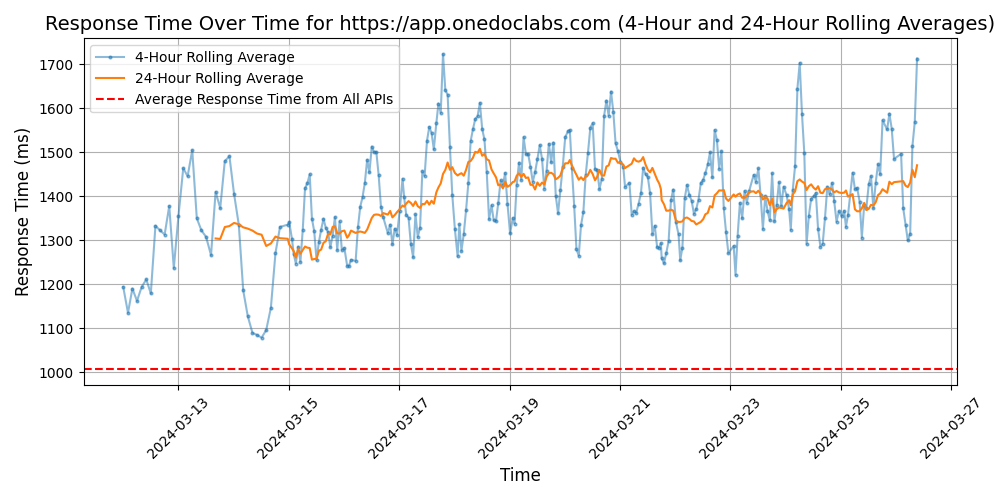 Response Time Over Time for https://app.onedoclabs.com (4-Hour and 24-Hour Rolling Averages)
4-Hour Rolling Average
24-Hour Rolling Average
Average Response Time from All APIs
Response Time (ms)
1700
1600
1500
1400
1300
1200
1100
1000
2024-03-13
2024-03-15
2024-03-17
2024-03-19
2024-03-21
2024-03-23
2024-03-25
2024-03-27
Time